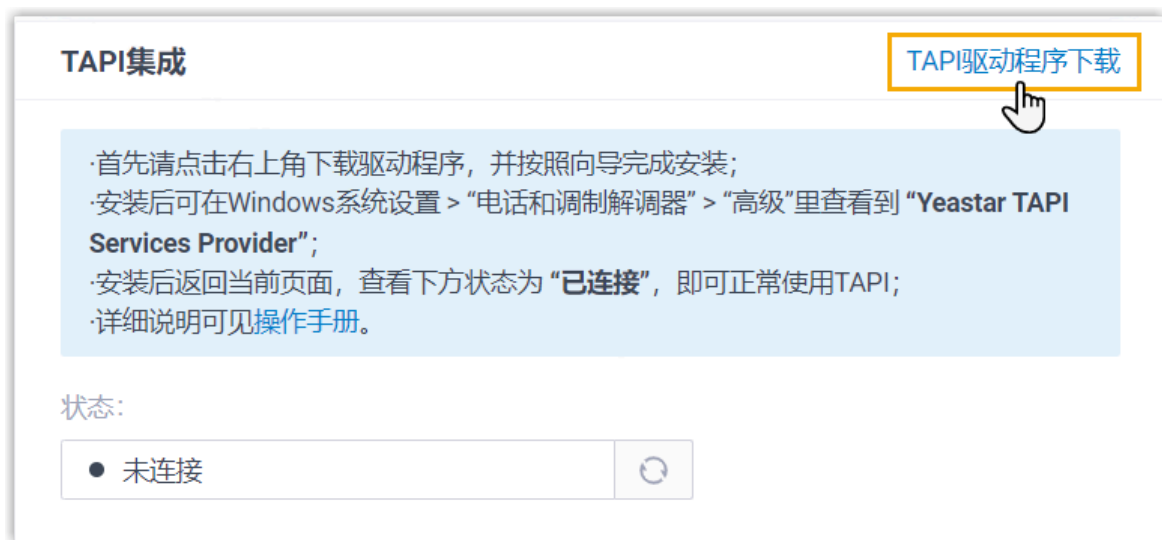 TAPI集成
TAPI驱动程序下载
·首先请点击右上角下载驱动程序，并按照向导完成安装；
·安装后可在Windows系统设置 > “电话和调制解调器” > “高级”里查看到 “Yeastar TAPI
Services Provider”；
·安装后返回当前页面，查看下方状态为 “已连接”，即可正常使用TAPI；
·详细说明可见操作手册。
状态：
未连接